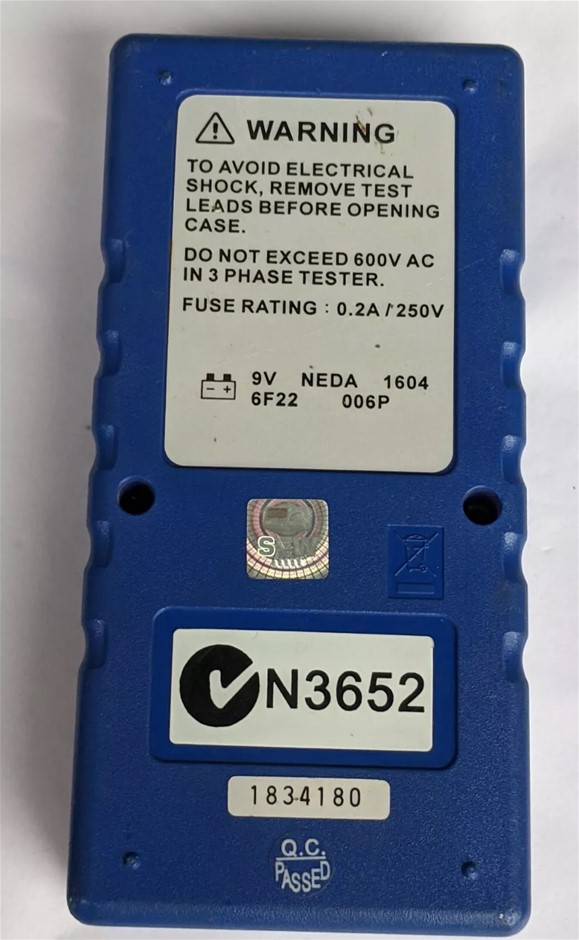 WARNING
TO AVOID ELECTRICAL
SHOCK, REMOVE TEST
LEADS BEFORE OPENING
CASE.
DO NOT EXCEED 600V AC
IN 3 PHASE TESTER.
FUSE RATING : 0.2A / 250V
9V NEDA 1604
6F22 006P
N3652
1834180
Q.C.
PASSED